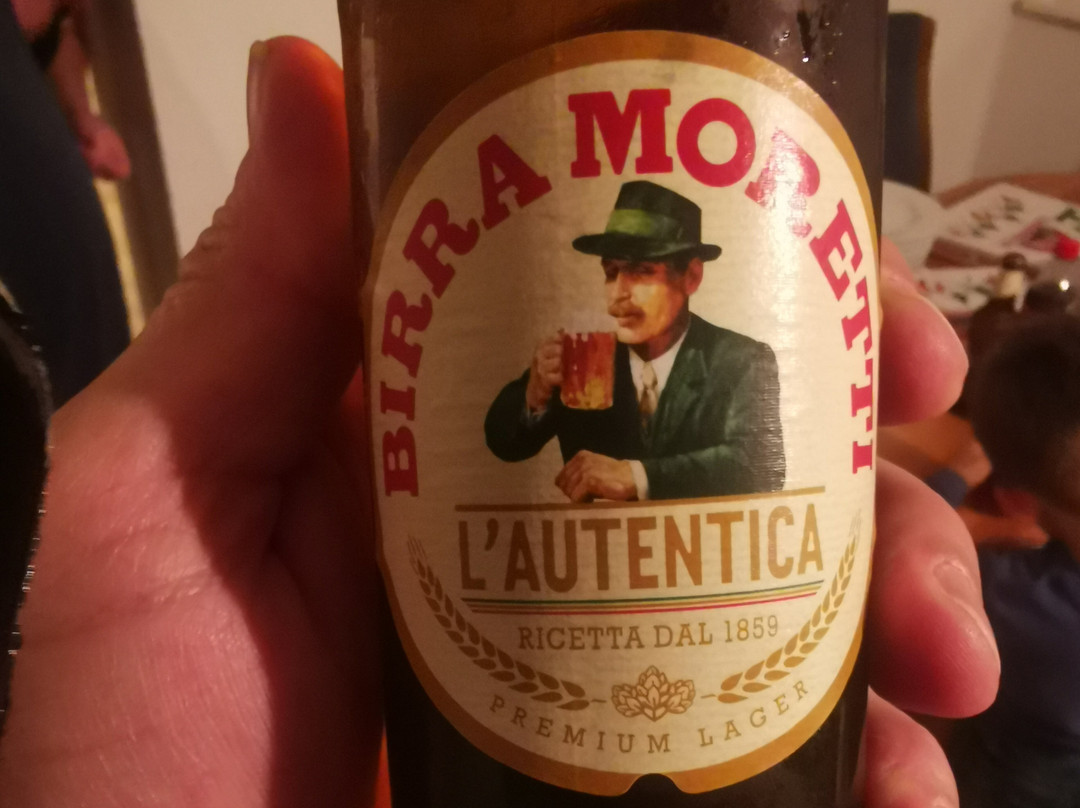 BIRRA MORETTI
L'AUTENTICA
RICETTA DAL 1859
PREMIUM LAGER